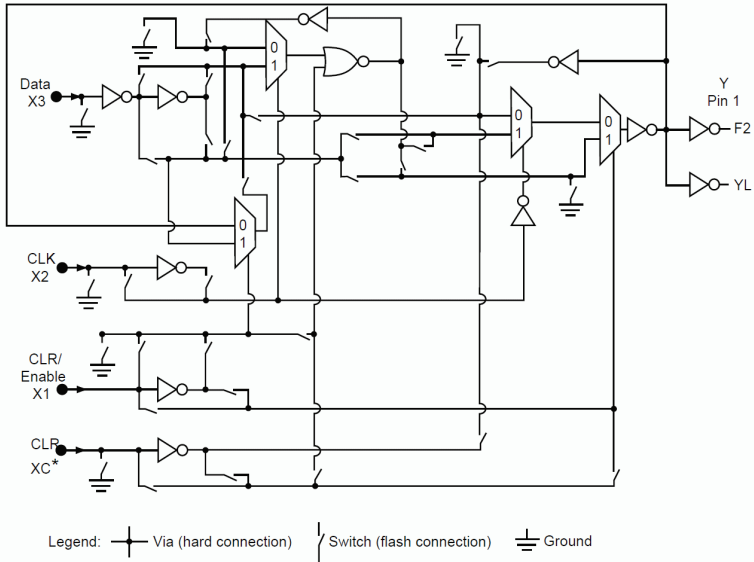 Data
X3
0
1
0
1
0
1
Y
Pin 1
F2
YL
0
1
CLK
X2
CLR/
Enable
X1
CLR
XC*
Legend: Via (hard connection) Switch (flash connection) Ground